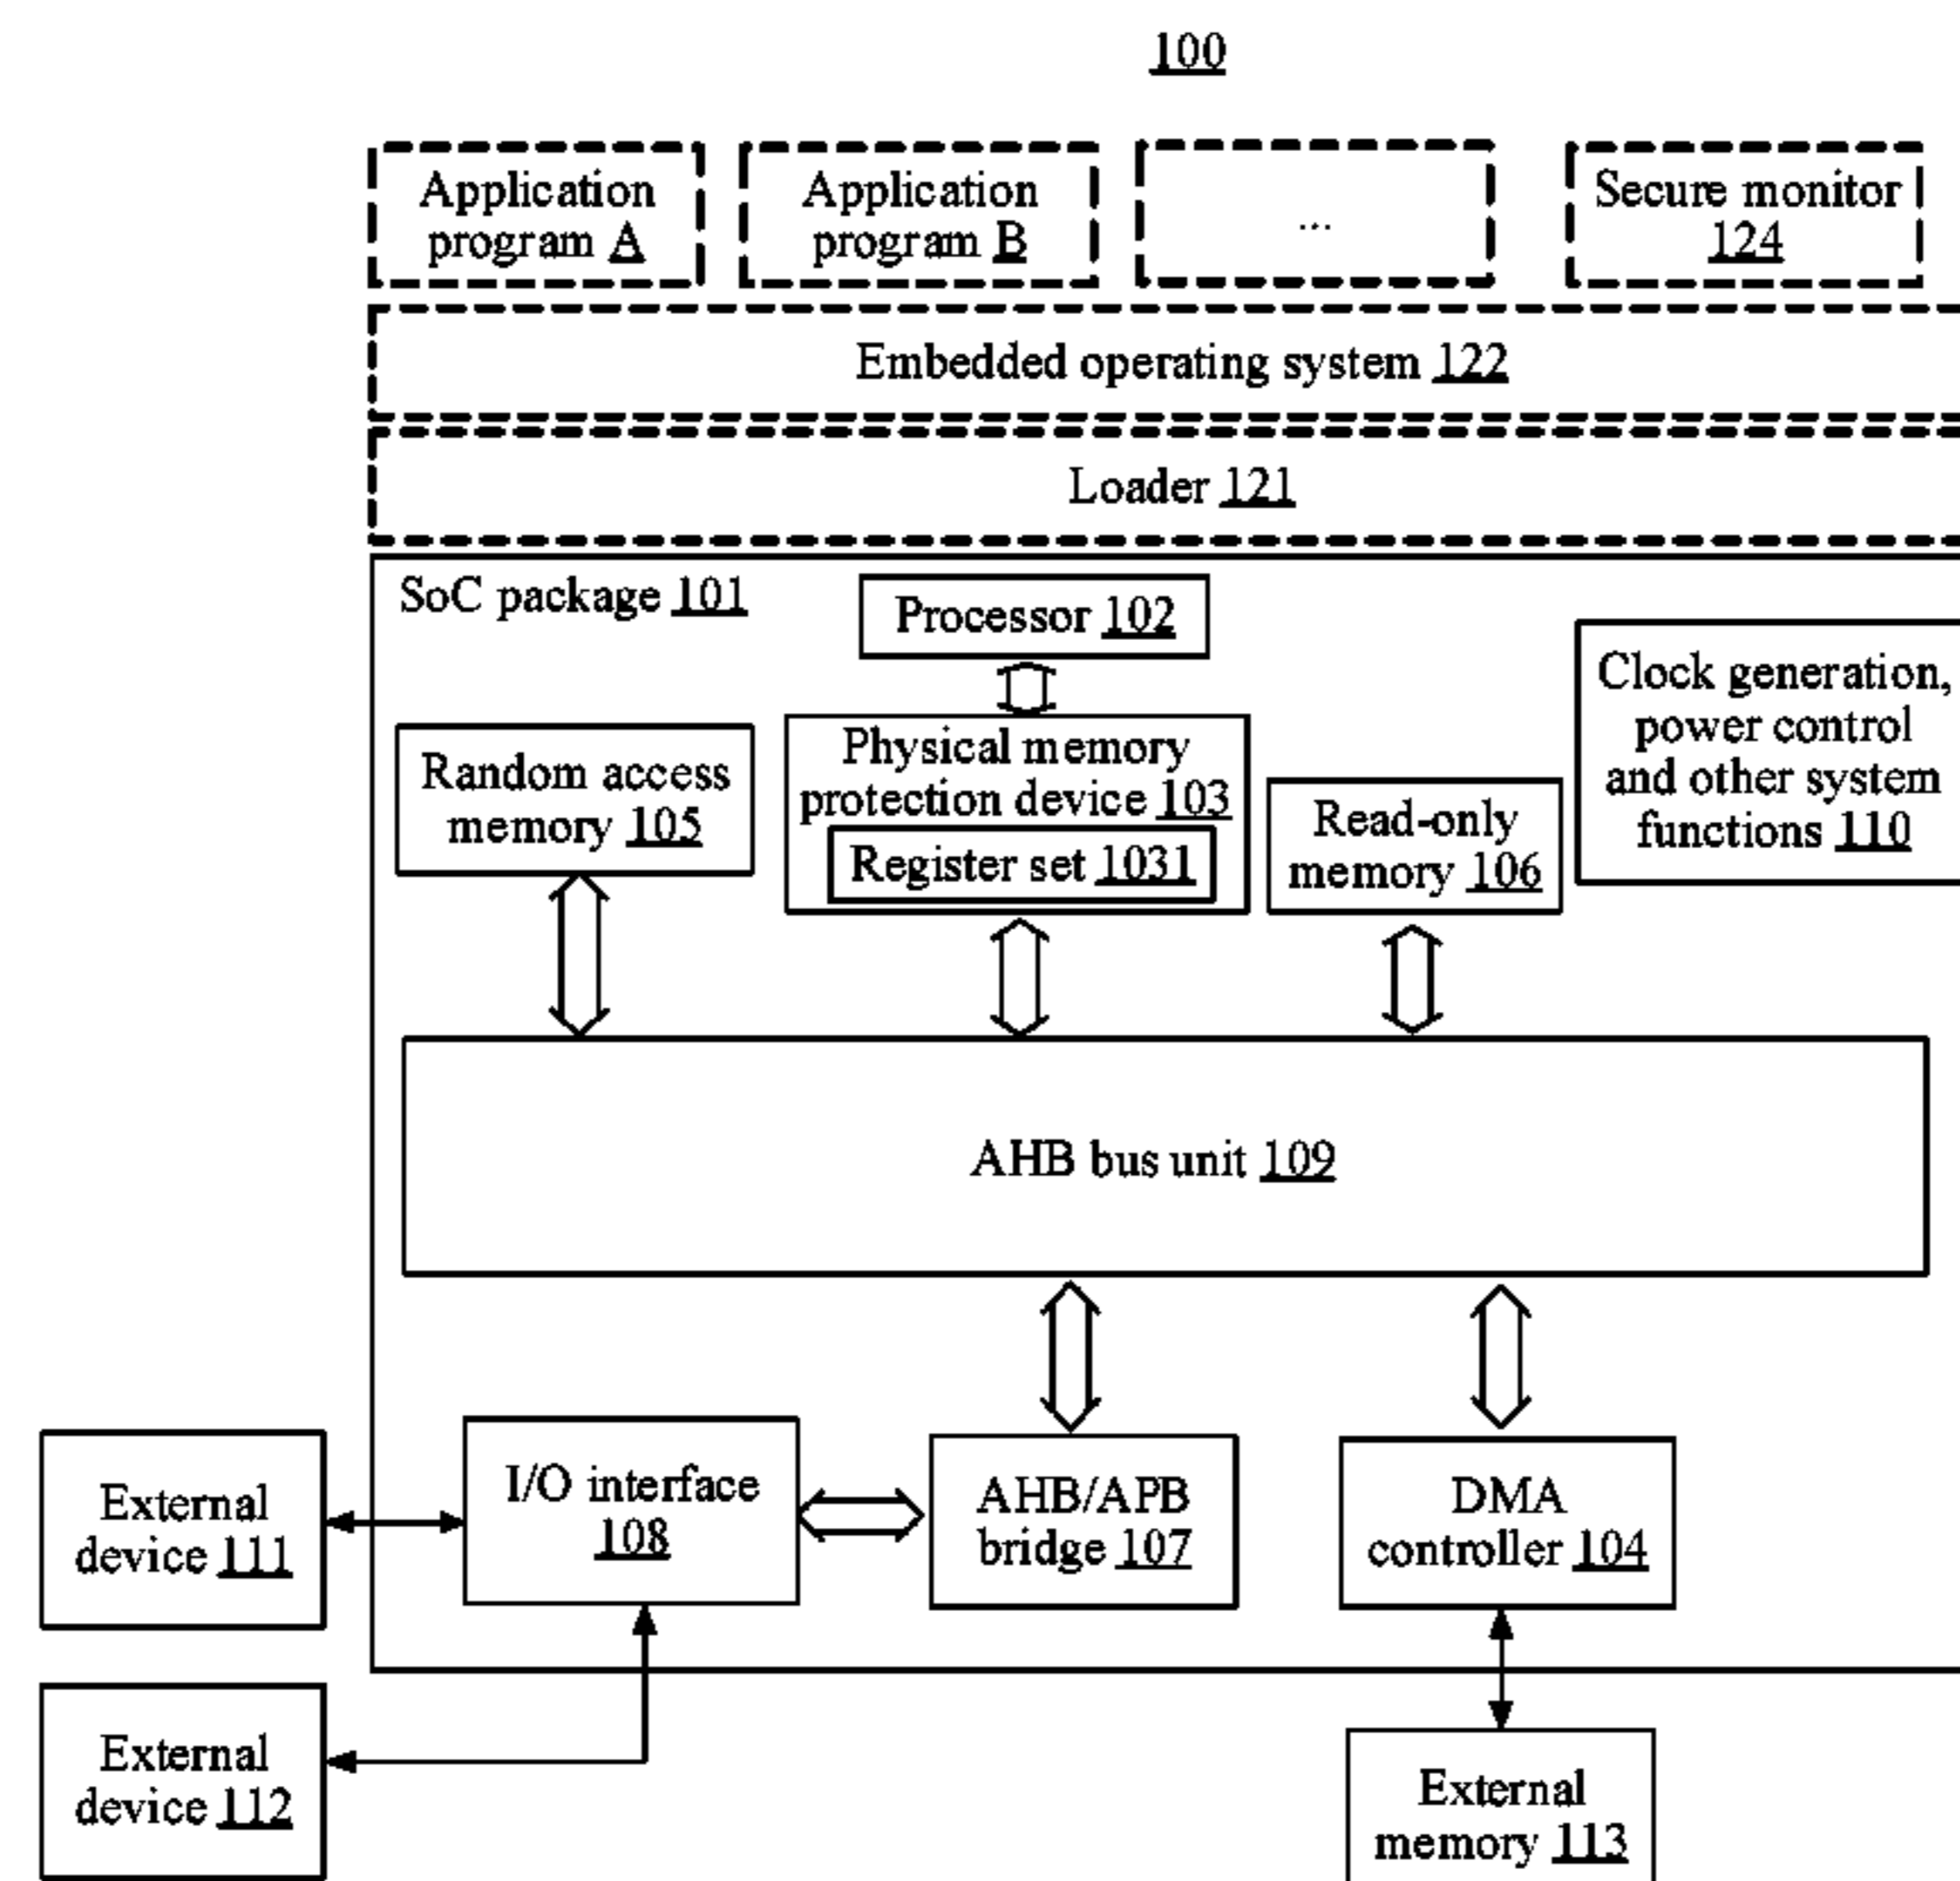 100
Application
program A
Application
program B
...
Secure monitor
124
Embedded operating system 122
Loader 121
SoC package 101
Processor 102
Clock generation,
power control
and other system
functions 110
Random access
memory 105
Physical memory
protection device 103
Register set 1031
Read-only
memory 106
AHB bus unit 109
External
device 111
I/O interface
108
AHB/APB
bridge 107
DMA
controller 104
External
device 112
External
memory 113